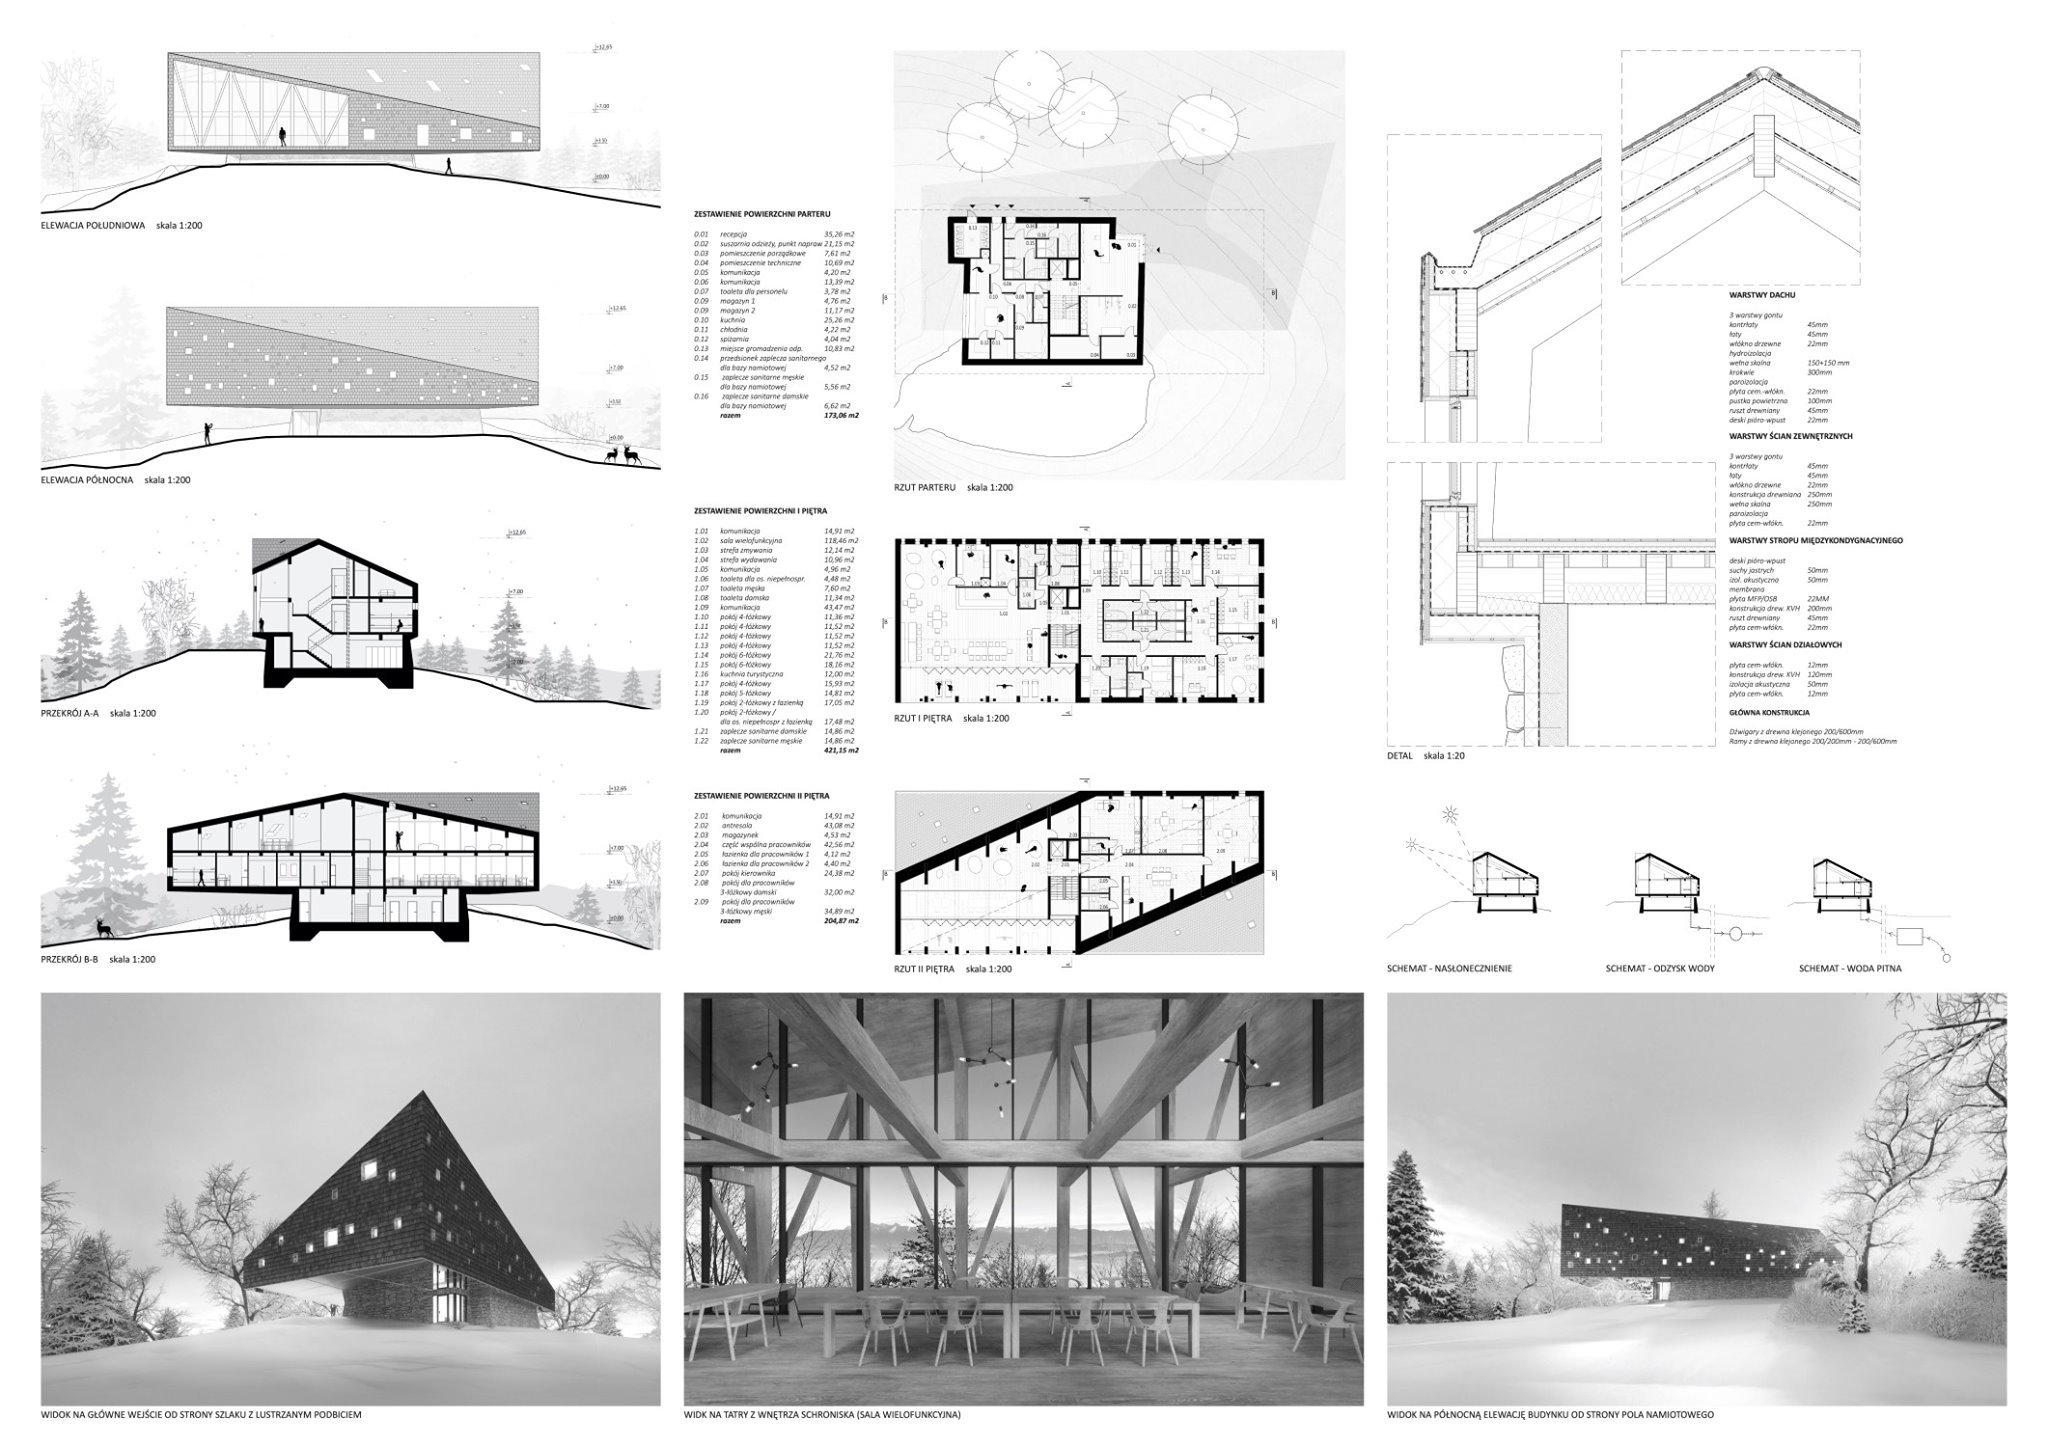 +12,65
+7.00
+3.50
±0.00
ELEWACJA POŁUDNIOWA skala 1:200
+12,65
+7.00
+3.50
±0.00
ELEWACJA PÓŁNOCNA skala 1:200
+12,65
+7.00
±0.00
PRZEKRÓJ A-A skala 1:200
+12,65
+7.00
+3.50
±0.00
PRZEKRÓJ B-B skala 1:200
ZESTAWIENIE POWIERZCHNI PARTERU
0.01 recepcja 35,26 m2
0.02 suszarnia odzieży, punkt napraw 21,15 m2
0.03 pomieszczenie porządkowe 7,61 m2
0.04 pomieszczenie techniczne 10,69 m2
0.05 komunikacja 4,20 m2
0.06 komunikacja 13,39 m2
0.07 toaleta dla personelu 3,78 m2
0.09 magazyn 1 4,76 m2
0.09 magazyn 2 11,17 m2
0.10 kuchnia 25,26 m2
0.11 chłodnia 4,22 m2
0.12 spiżarnia 4,04 m2
0.13 miejsce gromadzenia odp. 10,83 m2
0.14 przedsionek zaplecza sanitarnego
dla bazy namiotowej 4,52 m2
0.15 zaplecze sanitarne męskie
dla bazy namiotowej 5,56 m2
0.16 zaplecze sanitarne damskie
dla bazy namiotowej 6,62 m2
razem 173,06 m2
ZESTAWIENIE POWIERZCHNI I PIĘTRA
1.01 komunikacja 14,91 m2
1.02 sala wielofunkcyjna 118,46 m2
1.03 strefa zmywania 12,14 m2
1.04 strefa wydawania 10,96 m2
1.05 komunikacja 4,96 m2
1.06 toaleta dla os. niepełnospr. 4,48 m2
1.07 toaleta męska 7,60 m2
1.08 toaleta damska 11,34 m2
1.09 komunikacja 43,47 m2
1.10 pokój 4-łóżkowy 11,36 m2
1.11 pokój 4-łóżkowy 11,52 m2
1.12 pokój 4-łóżkowy 11,52 m2
1.13 pokój 4-łóżkowy 11,52 m2
1.14 pokój 6-łóżkowy 21,76 m2
1.15 pokój 6-łóżkowy 18,16 m2
1.16 kuchnia turystyczna 12,00 m2
1.17 pokój 4-łóżkowy 15,93 m2
1.18 pokój 5-łóżkowy 14,81 m2
1.19 pokój 2-łóżkowy z łazienką 17,05 m2
1.20 pokój 2-łóżkowy /
dla os. niepełnospr z łazienką 17,48 m2
1.21 zaplecze sanitarne damskie 14,86 m2
1.22 zaplecze sanitarne męskie 14,86 m2
razem 421,15 m2
ZESTAWIENIE POWIERZCHNI II PIĘTRA
2.01 komunikacja 14,91 m2
2.02 antresola 43,08 m2
2.03 magazynek 4,53 m2
2.04 część wspólna pracowników 42,56 m2
2.05 łazienka dla pracowników 1 4,12 m2
2.06 łazienka dla pracowników 2 4,40 m2
2.07 pokój kierownika 24,38 m2
2.08 pokój dla pracowników
3-łóżkowy damski 32,00 m2
2.09 pokój dla pracowników
3-łóżkowy męski 34,89 m2
razem 204,87 m2
RZUT PARTERU skala 1:200
RZUT I PIĘTRA skala 1:200
RZUT II PIĘTRA skala 1:200
WARSTWY DACHU
3 warstwy gontu
kontrłaty 45mm
łaty 45mm
włókno drzewne 22mm
hydroizolacja
wełna skalna 150+150 mm
krokwie 300mm
paroizolacja
płyta cem.-włókn. 22mm
pustka powietrzna 100mm
ruszt drewniany 45mm
deski pióro-wpust 22mm
WARSTWY ŚCIAN ZEWNĘTRZNYCH
3 warstwy gontu
kontrłaty 45mm
łaty 45mm
włókno drzewne 22mm
konstrukcja drewniana 250mm
wełna skalna 250mm
paroizolacja
płyta cem-włókn. 22mm
WARSTWY STROPU MIĘDZYKONDYGNACYJNEGO
deski pióro-wpust
suchy jastrych 50mm
izol. akustyczna 50mm
membrana
płyta MFP/OSB 22MM
konstrukcja drew. KVH 200mm
ruszt drewniany 45mm
płyta cem-włókn. 22mm
WARSTWY ŚCIAN DZIAŁOWYCH
płyta cem-włókn. 12mm
konstrukcja drew. KVH 120mm
izolacja akustyczna 50mm
płyta cem-włókn. 12mm
GŁÓWNA KONSTRUKCJA
Dźwigary z drewna klejonego 200/600mm
Ramy z drewna klejonego 200/200mm - 200/600mm
DETAL skala 1:20
SCHEMAT - NASŁONECZNIENIE
SCHEMAT - ODZYSK WODY
SCHEMAT - WODA PITNA
WIDOK NA GŁÓWNE WEJŚCIE OD STRONY SZLAKU Z LUSTRZANYM PODBICIEM
WIDK NA TATRY Z WNĘTRZA SCHRONISKA (SALA WIELOFUNKCYJNA)
WIDOK NA PÓŁNOCNĄ ELEWACJĘ BUDYNKU OD STRONY POLA NAMIOTOWEGO